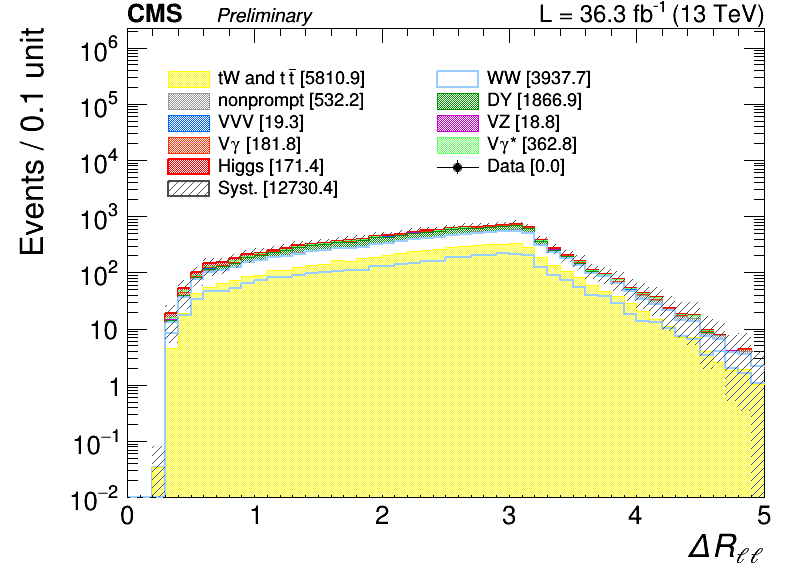 CMS Preliminary L = 36.3 fb⁻¹ (13 TeV)
Events / 0.1 unit
10⁶
10⁵
10⁴
10³
10²
10
1
10⁻¹
10⁻²
tW and t t̄ [5810.9]
WW [3937.7]
nonprompt [532.2]
DY [1866.9]
VVV [19.3]
VZ [18.8]
Vγ [181.8]
Vγ* [362.8]
Higgs [171.4]
Data [0.0]
Syst. [12730.4]
0 1 2 3 4 5
ΔR_ℓℓ